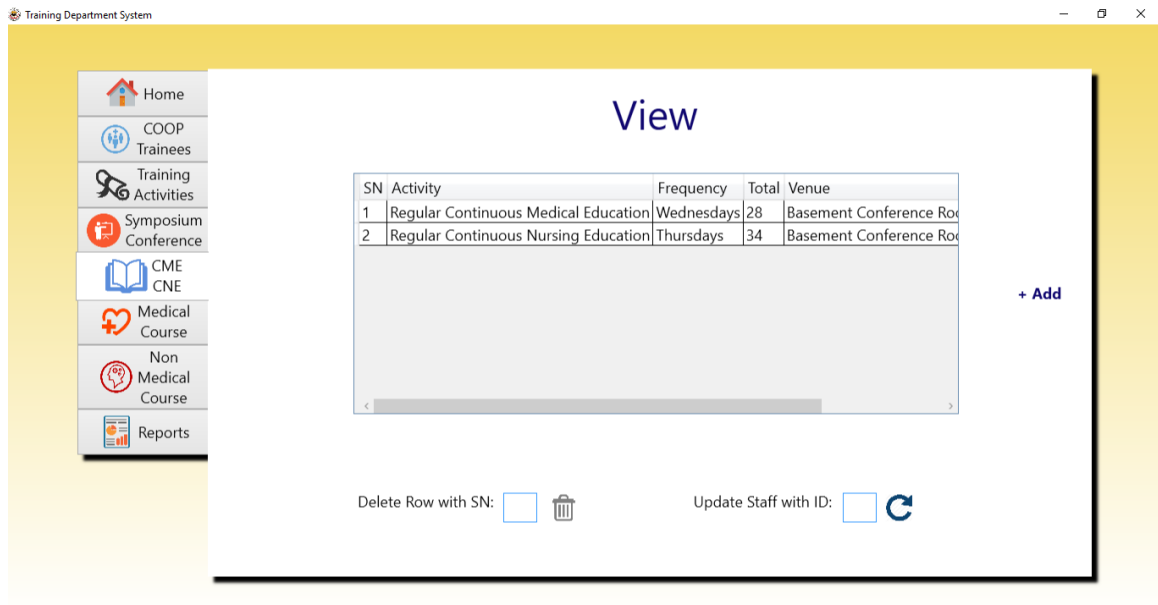 Training Department System
Home
COOP
Trainees
Training
Activities
Symposium
Conference
CME
CNE
Medical
Course
Non
Medical
Course
Reports
View
SN Activity Frequency Total Venue
1 Regular Continuous Medical Education Wednesdays 28 Basement Conference Roo
2 Regular Continuous Nursing Education Thursdays 34 Basement Conference Roo
+ Add
Delete Row with SN: Update Staff with ID: